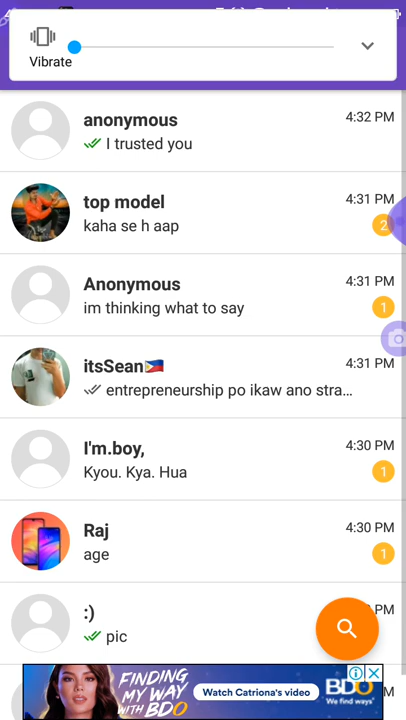 Vibrate
anonymous
4:32 PM
I trusted you
top model
4:31 PM
kaha se h aap
2
Anonymous
4:31 PM
im thinking what to say
1
itsSean🇵🇭
4:31 PM
entrepreneurship po ikaw ano stra...
I'm.boy,
4:30 PM
Kyou. Kya. Hua
1
Raj
4:30 PM
age
1
:)
PM
pic
FINDING
MY WAY
WITH BDO
Watch Catriona's video
BDO
We find ways